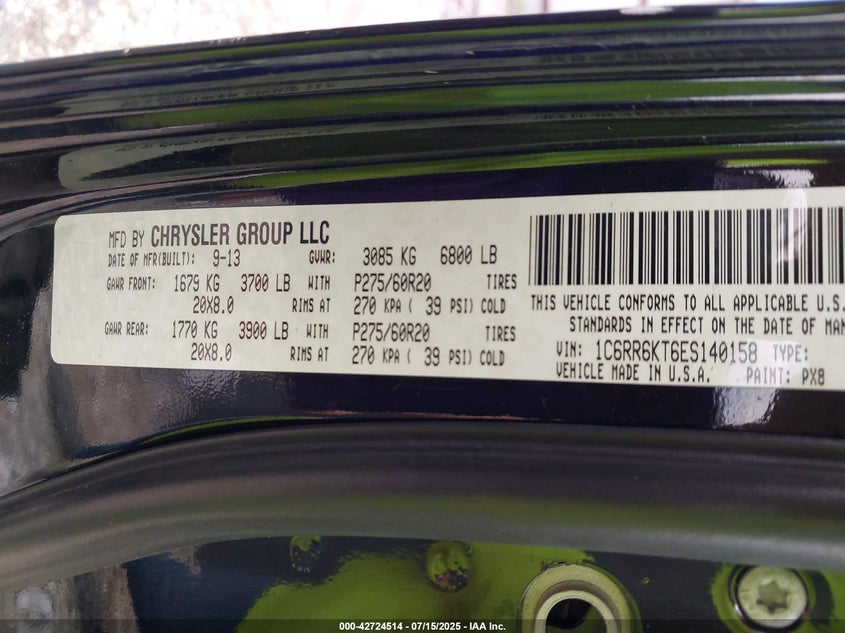 MFD BY CHRYSLER GROUP LLC
DATE OF MFR(BUILT): 9-13 GVWR: 3085 KG 6800 LB
GAWR FRONT: 1679 KG 3700 LB WITH P275/60R20 TIRES
20X8.0 RIMS AT 270 KPA ( 39 PSI) COLD
GAWR REAR: 1770 KG 3900 LB WITH P275/60R20 TIRES
20X8.0 RIMS AT 270 KPA ( 39 PSI) COLD
THIS VEHICLE CONFORMS TO ALL APPLICABLE U.S.
STANDARDS IN EFFECT ON THE DATE OF MAN
VIN: 1C6RR6KT6ES140158 TYPE:
VEHICLE MADE IN U.S.A. PAINT: PX8
000-42724514 - 07/15/2025 - IAA Inc.